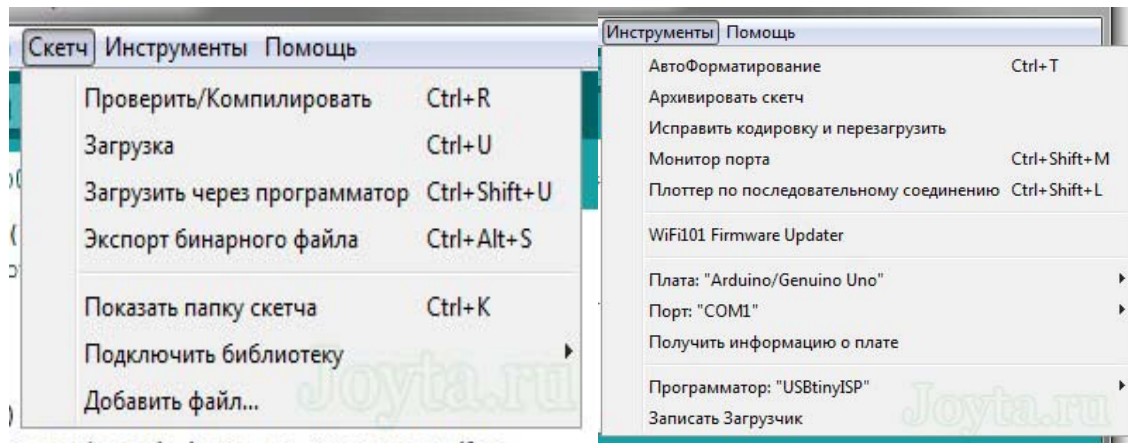 Скетч Инструменты Помощь
Проверить/Компилировать Ctrl+R
Загрузка Ctrl+U
Загрузить через программатор Ctrl+Shift+U
Экспорт бинарного файла Ctrl+Alt+S
Показать папку скетча Ctrl+K
Подключить библиотеку
Добавить файл...
Joyta.ru
Инструменты Помощь
АвтоФорматирование Ctrl+T
Архивировать скетч
Исправить кодировку и перезагрузить
Монитор порта Ctrl+Shift+M
Плоттер по последовательному соединению Ctrl+Shift+L
WiFi101 Firmware Updater
Плата: "Arduino/Genuino Uno"
Порт: "COM1"
Получить информацию о плате
Программатор: "USBtinyISP"
Записать Загрузчик
Joyta.ru